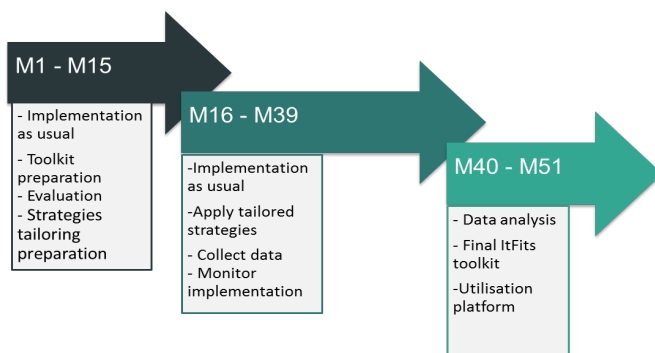 M1 - M15
- Implementation
as usual
- Toolkit
preparation
- Evaluation
- Strategies
tailoring
preparation
M16 - M39
-Implementation
as usual
-Apply tailored
strategies
- Collect data
- Monitor
implementation
M40 - M51
- Data analysis
- Final ItFits
toolkit
-Utilisation
platform